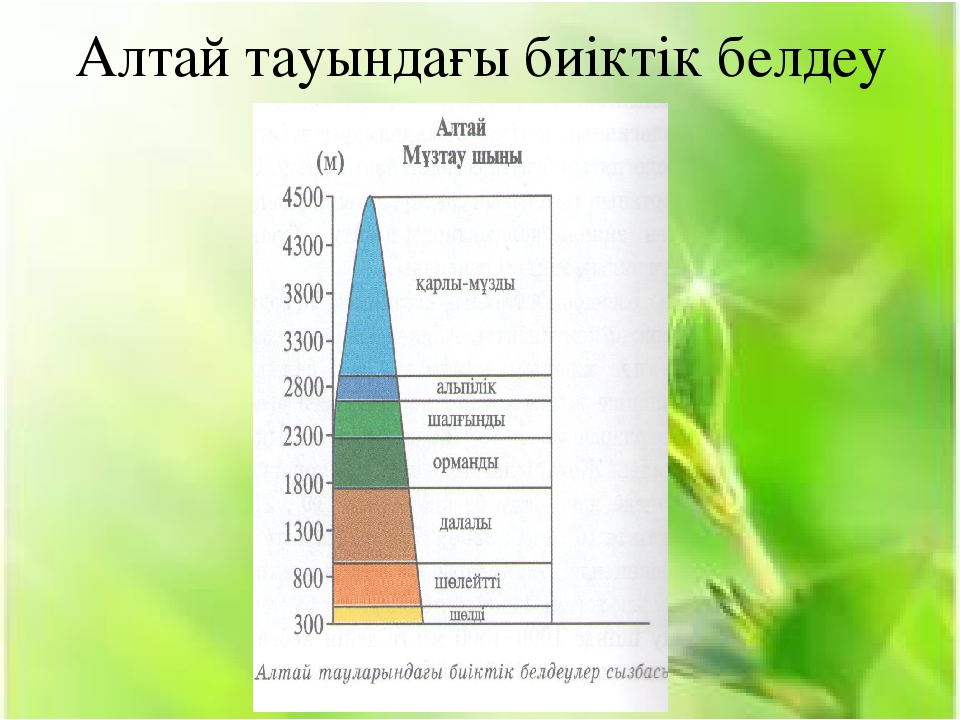 Алтай тауындағы биіктік белдеу
Алтай
Мұзтау шыңы
(м)
4500
4300
қарлы-мұзды
3800
3300
2800
альпілік
шалғынды
2300
орманды
1800
далалы
1300
800
шөлейтті
шөлді
300
Алтай тауларындағы биіктік белдеулер сызбасы